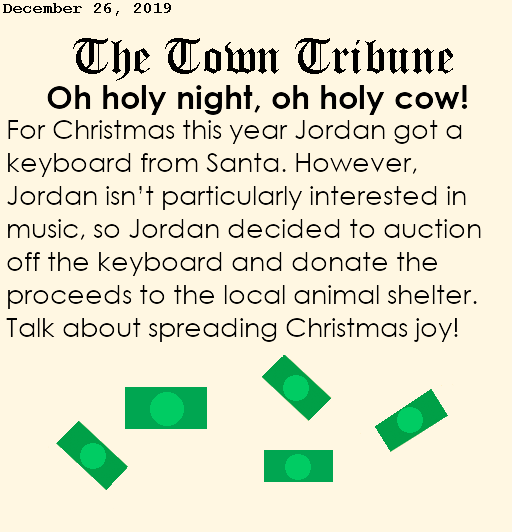 December 26, 2019
The Town Tribune
Oh holy night, oh holy cow!
For Christmas this year Jordan got a
keyboard from Santa. However,
Jordan isn’t particularly interested in
music, so Jordan decided to auction
off the keyboard and donate the
proceeds to the local animal shelter.
Talk about spreading Christmas joy!